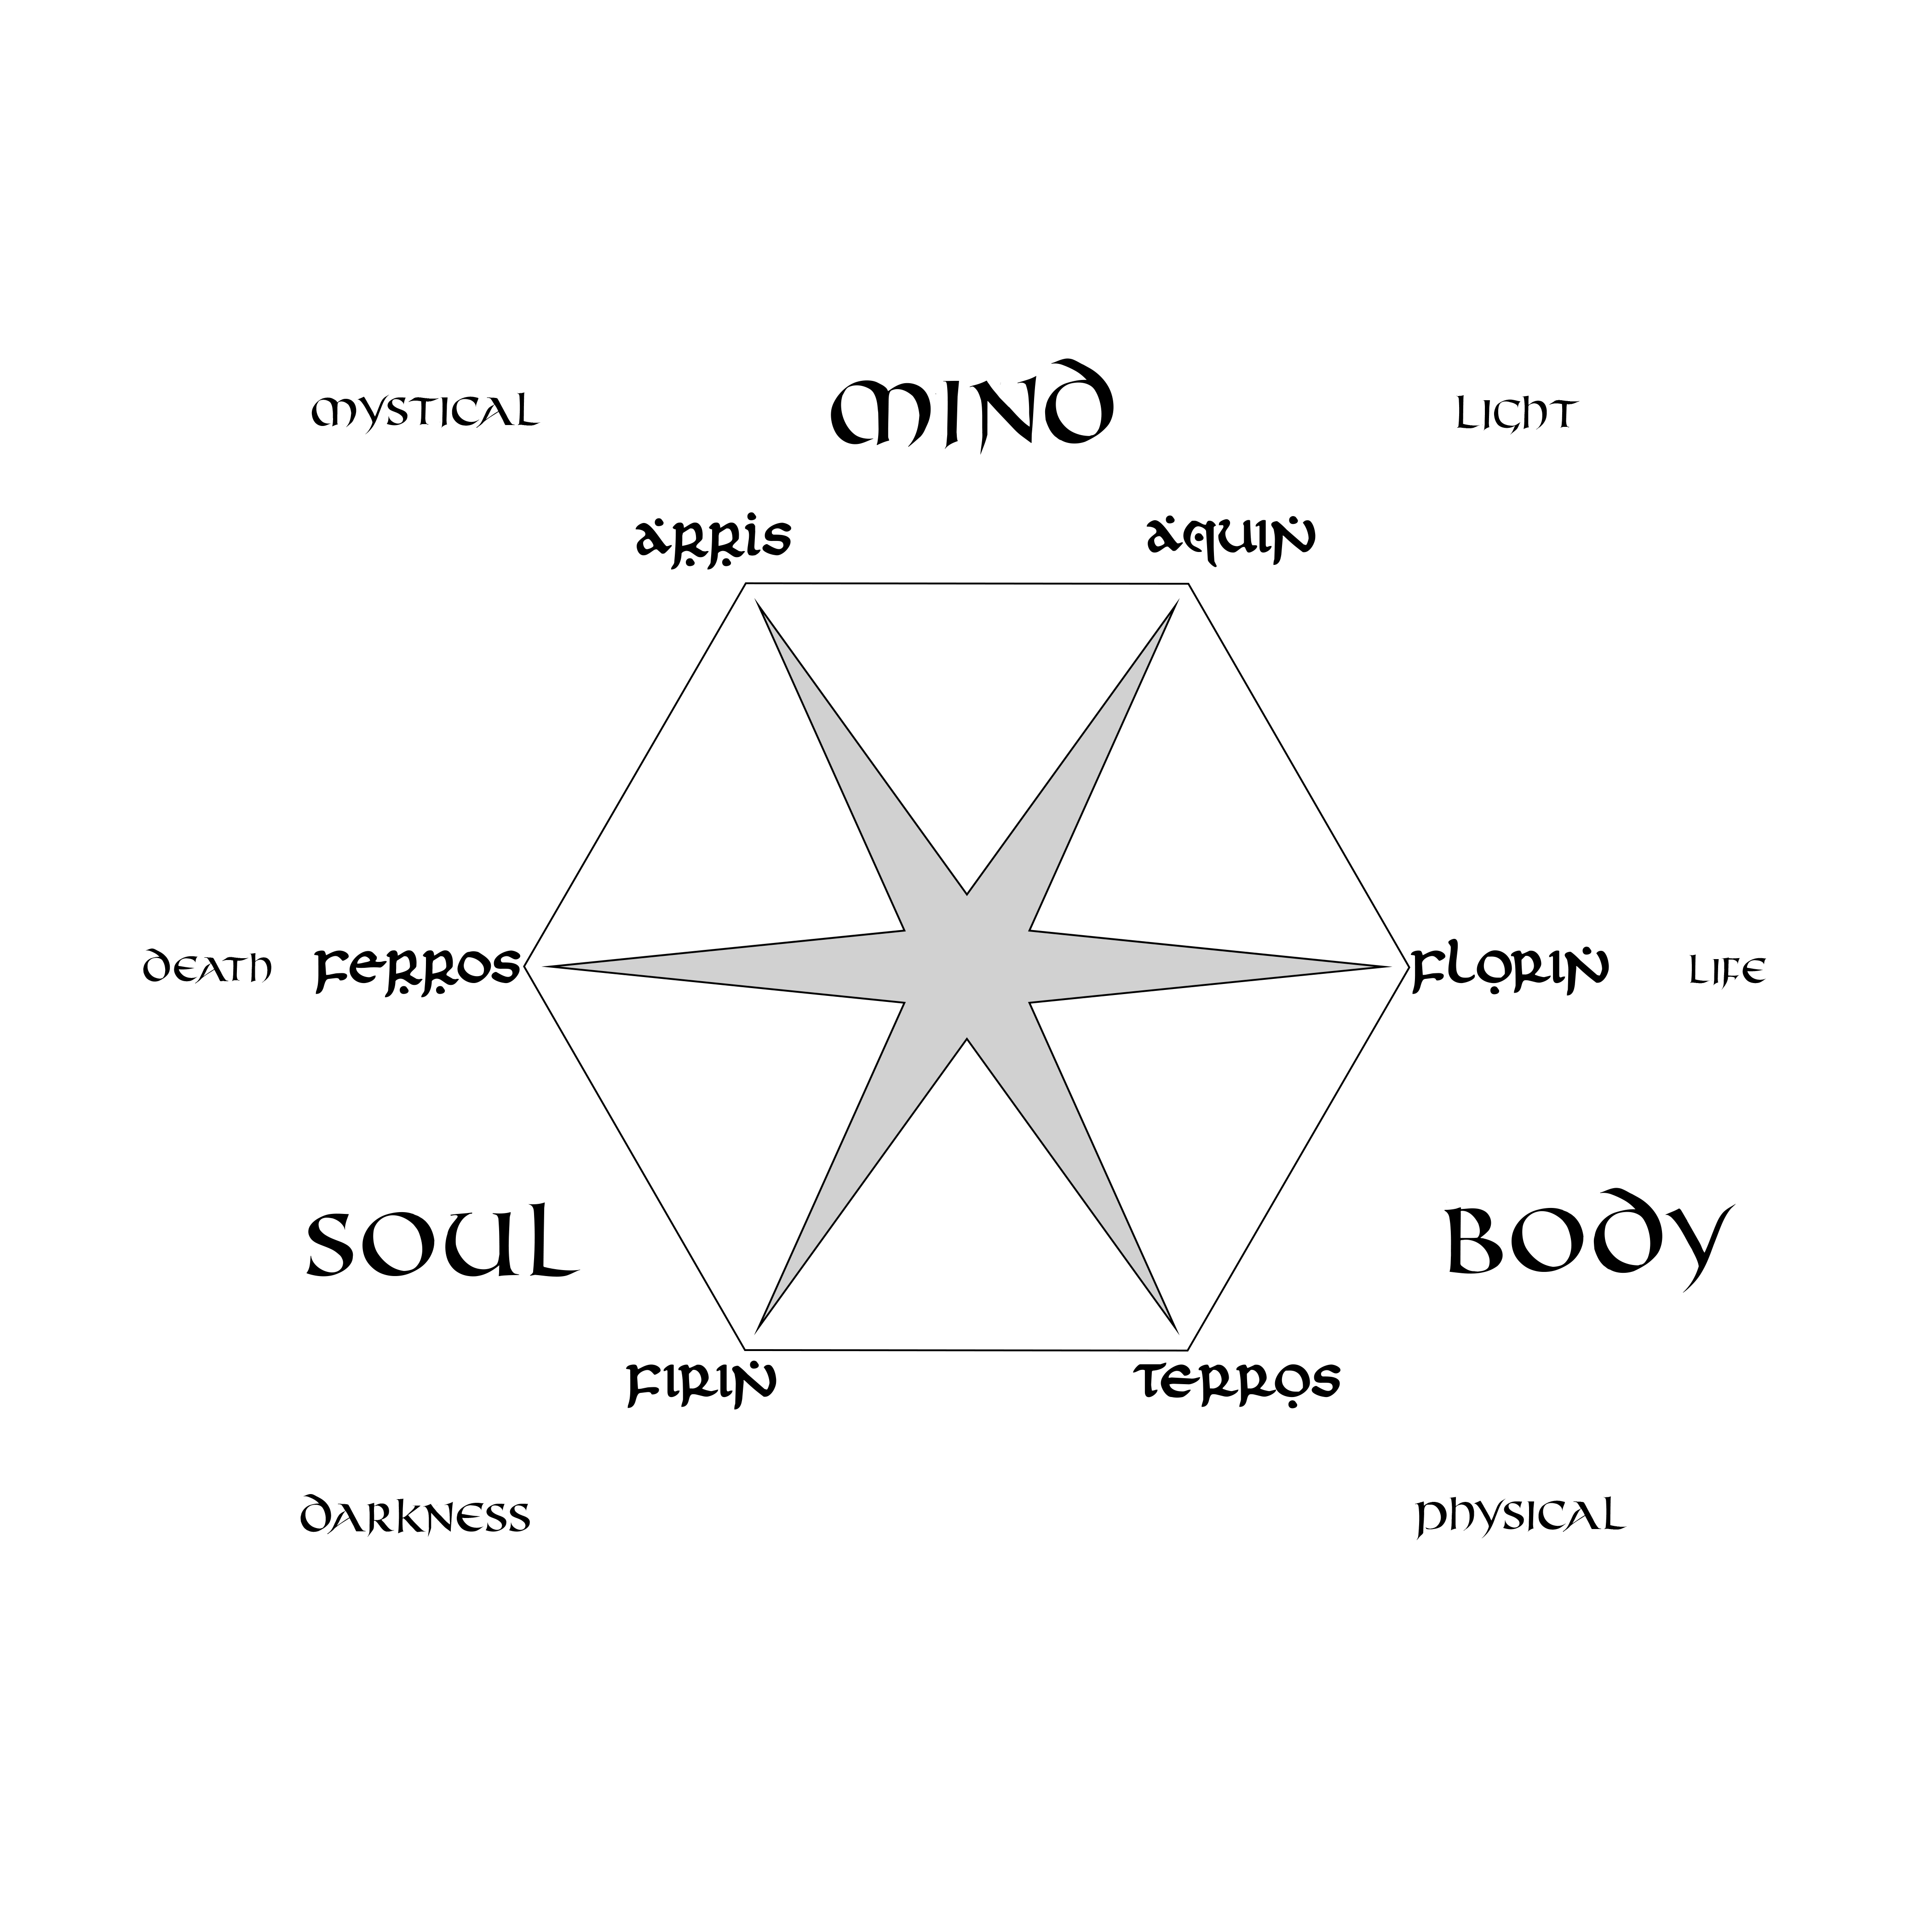 MYSTICAL
MIND
LIGHT
Arris
Aquin
DEATH
Ferros
Florin
LIFE
SOUL
BODY
Firin
Terros
DARKNESS
PHYSICAL